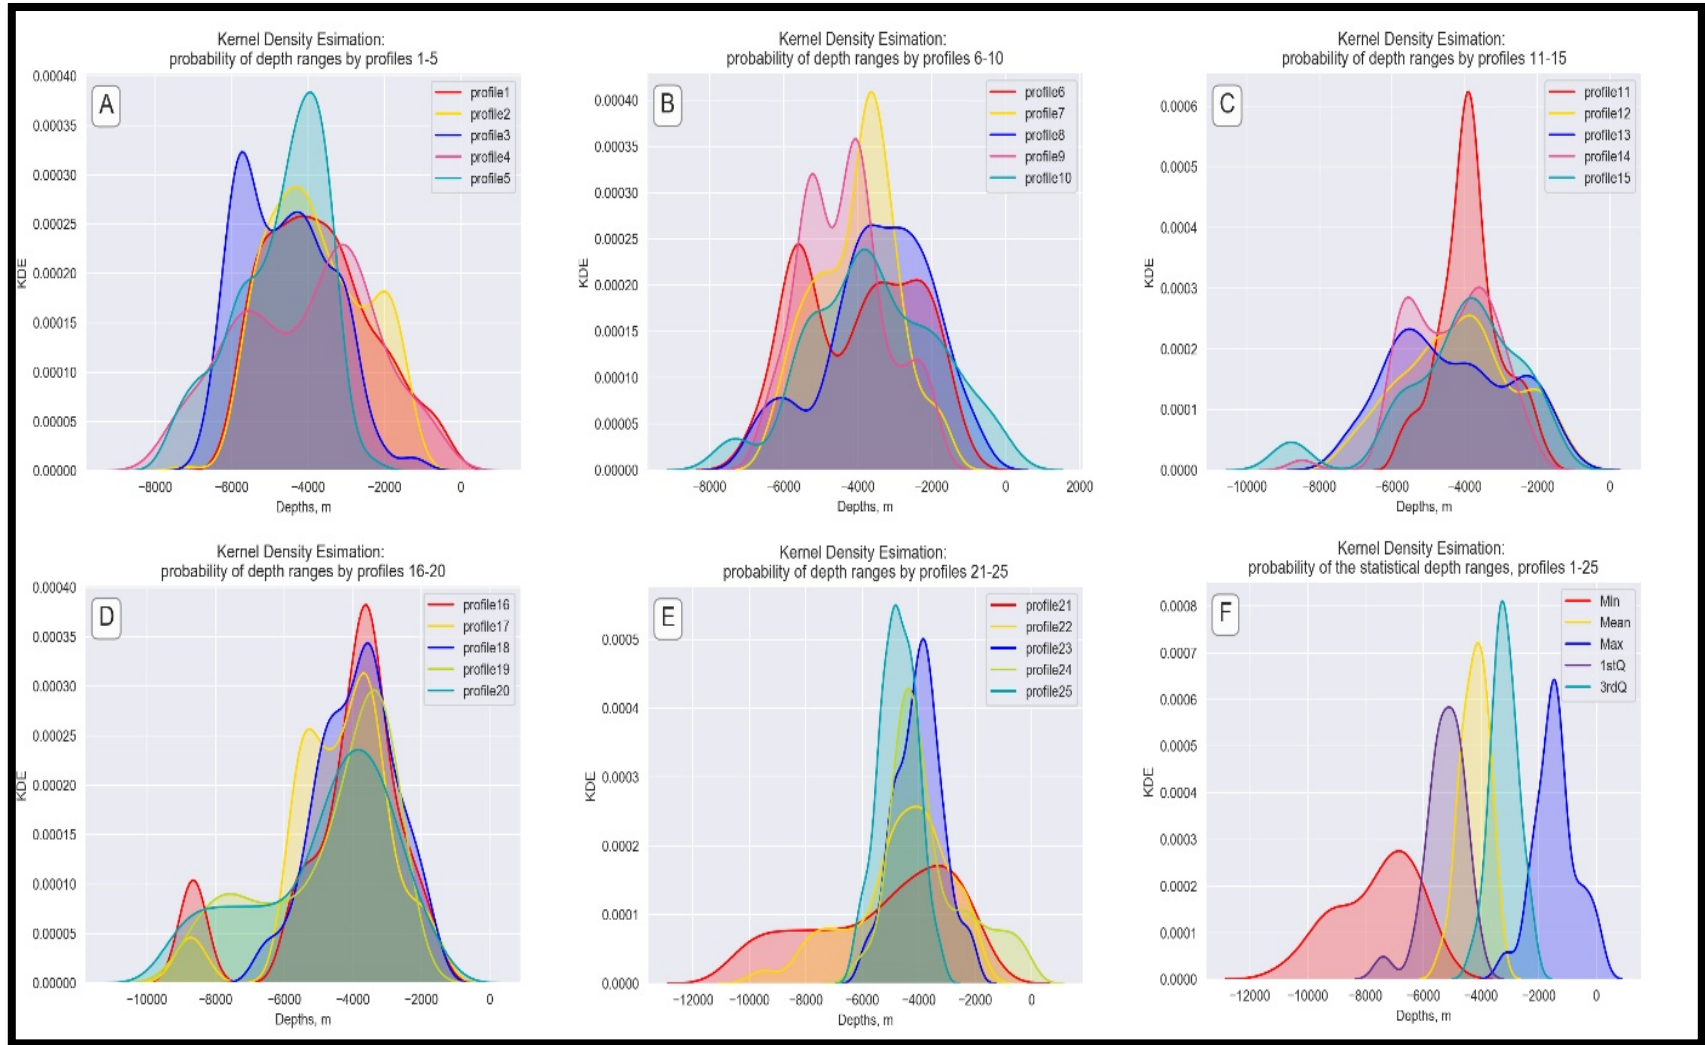 Kernel Density Esimation:
probability of depth ranges by profiles 1-5
A
profile1
profile2
profile3
profile4
profile5
0.00040
0.00035
0.00030
0.00025
0.00020
0.00015
0.00010
0.00005
0.00000
KDE
−8000 −6000 −4000 −2000 0
Depths, m
Kernel Density Esimation:
probability of depth ranges by profiles 6-10
B
profile6
profile7
profile8
profile9
profile10
0.00040
0.00035
0.00030
0.00025
0.00020
0.00015
0.00010
0.00005
0.00000
KDE
−8000 −6000 −4000 −2000 0 2000
Depths, m
Kernel Density Esimation:
probability of depth ranges by profiles 11-15
C
profile11
profile12
profile13
profile14
profile15
0.0006
0.0005
0.0004
0.0003
0.0002
0.0001
0.0000
KDE
−10000 −8000 −6000 −4000 −2000 0
Depths, m
Kernel Density Esimation:
probability of depth ranges by profiles 16-20
D
profile16
profile17
profile18
profile19
profile20
0.00040
0.00035
0.00030
0.00025
0.00020
0.00015
0.00010
0.00005
0.00000
KDE
−10000 −8000 −6000 −4000 −2000 0
Depths, m
Kernel Density Esimation:
probability of depth ranges by profiles 21-25
E
profile21
profile22
profile23
profile24
profile25
0.0005
0.0004
0.0003
0.0002
0.0001
0.0000
KDE
−12000 −10000 −8000 −6000 −4000 −2000 0
Depths, m
Kernel Density Esimation:
probability of the statistical depth ranges, profiles 1-25
F
Min
Mean
Max
1stQ
3rdQ
0.0008
0.0007
0.0006
0.0005
0.0004
0.0003
0.0002
0.0001
0.0000
KDE
−12000 −10000 −8000 −6000 −4000 −2000 0
Depths, m